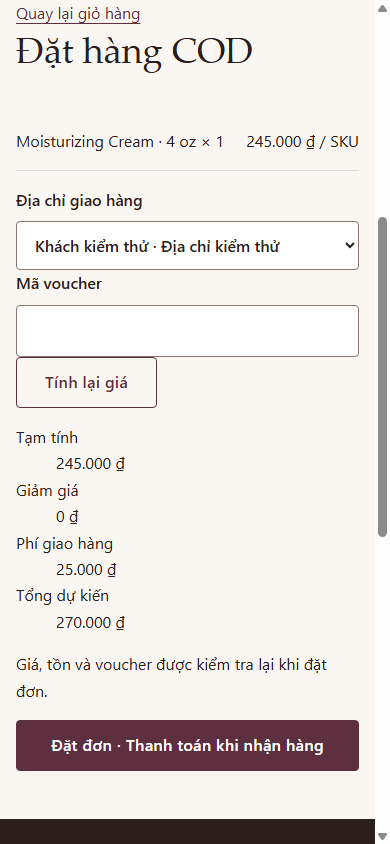 Quay lại giỏ hàng
Đặt hàng COD
Moisturizing Cream · 4 oz × 1 245.000 ₫ / SKU
Địa chỉ giao hàng
Khách kiểm thử · Địa chỉ kiểm thử
Mã voucher
Tính lại giá
Tạm tính
245.000 ₫
Giảm giá
0 ₫
Phí giao hàng
25.000 ₫
Tổng dự kiến
270.000 ₫
Giá, tồn và voucher được kiểm tra lại khi đặt
đơn.
Đặt đơn · Thanh toán khi nhận hàng